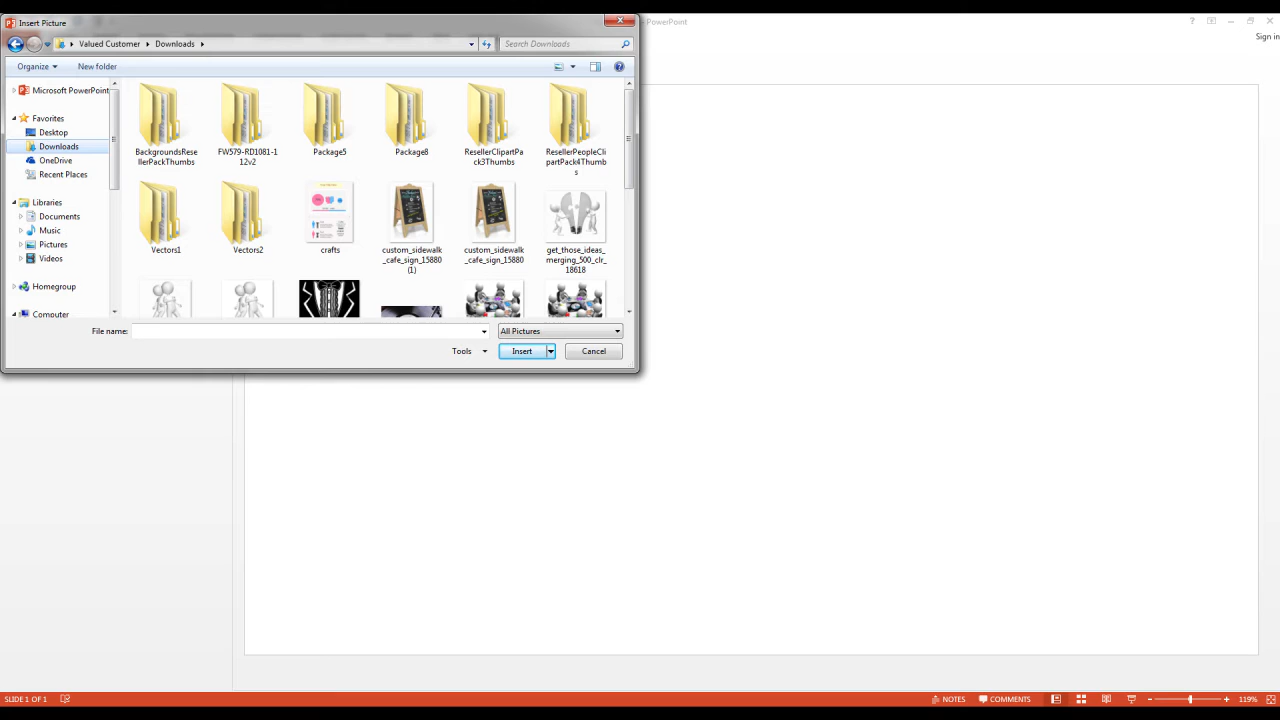 Insert Picture
PowerPoint
Sign in
Valued Customer
Downloads
Search Downloads
Organize
New folder
Microsoft PowerPoint
Favorites
Desktop
Downloads
OneDrive
Recent Places
Libraries
Documents
Music
Pictures
Videos
Homegroup
Computer
BackgroundsRese
llerPackThumbs
FW579-RD1081-1
12v2
Package5
Package8
ResellerClipartPa
ck3Thumbs
ResellerPeopleCli
partPack4Thumb
s
Vectors1
Vectors2
crafts
custom_sidewalk
_cafe_sign_15880
(1)
custom_sidewalk
_cafe_sign_15880
get_those_ideas_
merging_500_clr_
18618
File name:
All Pictures
Tools
Insert
Cancel
SLIDE 1 OF 1
NOTES
COMMENTS
119%